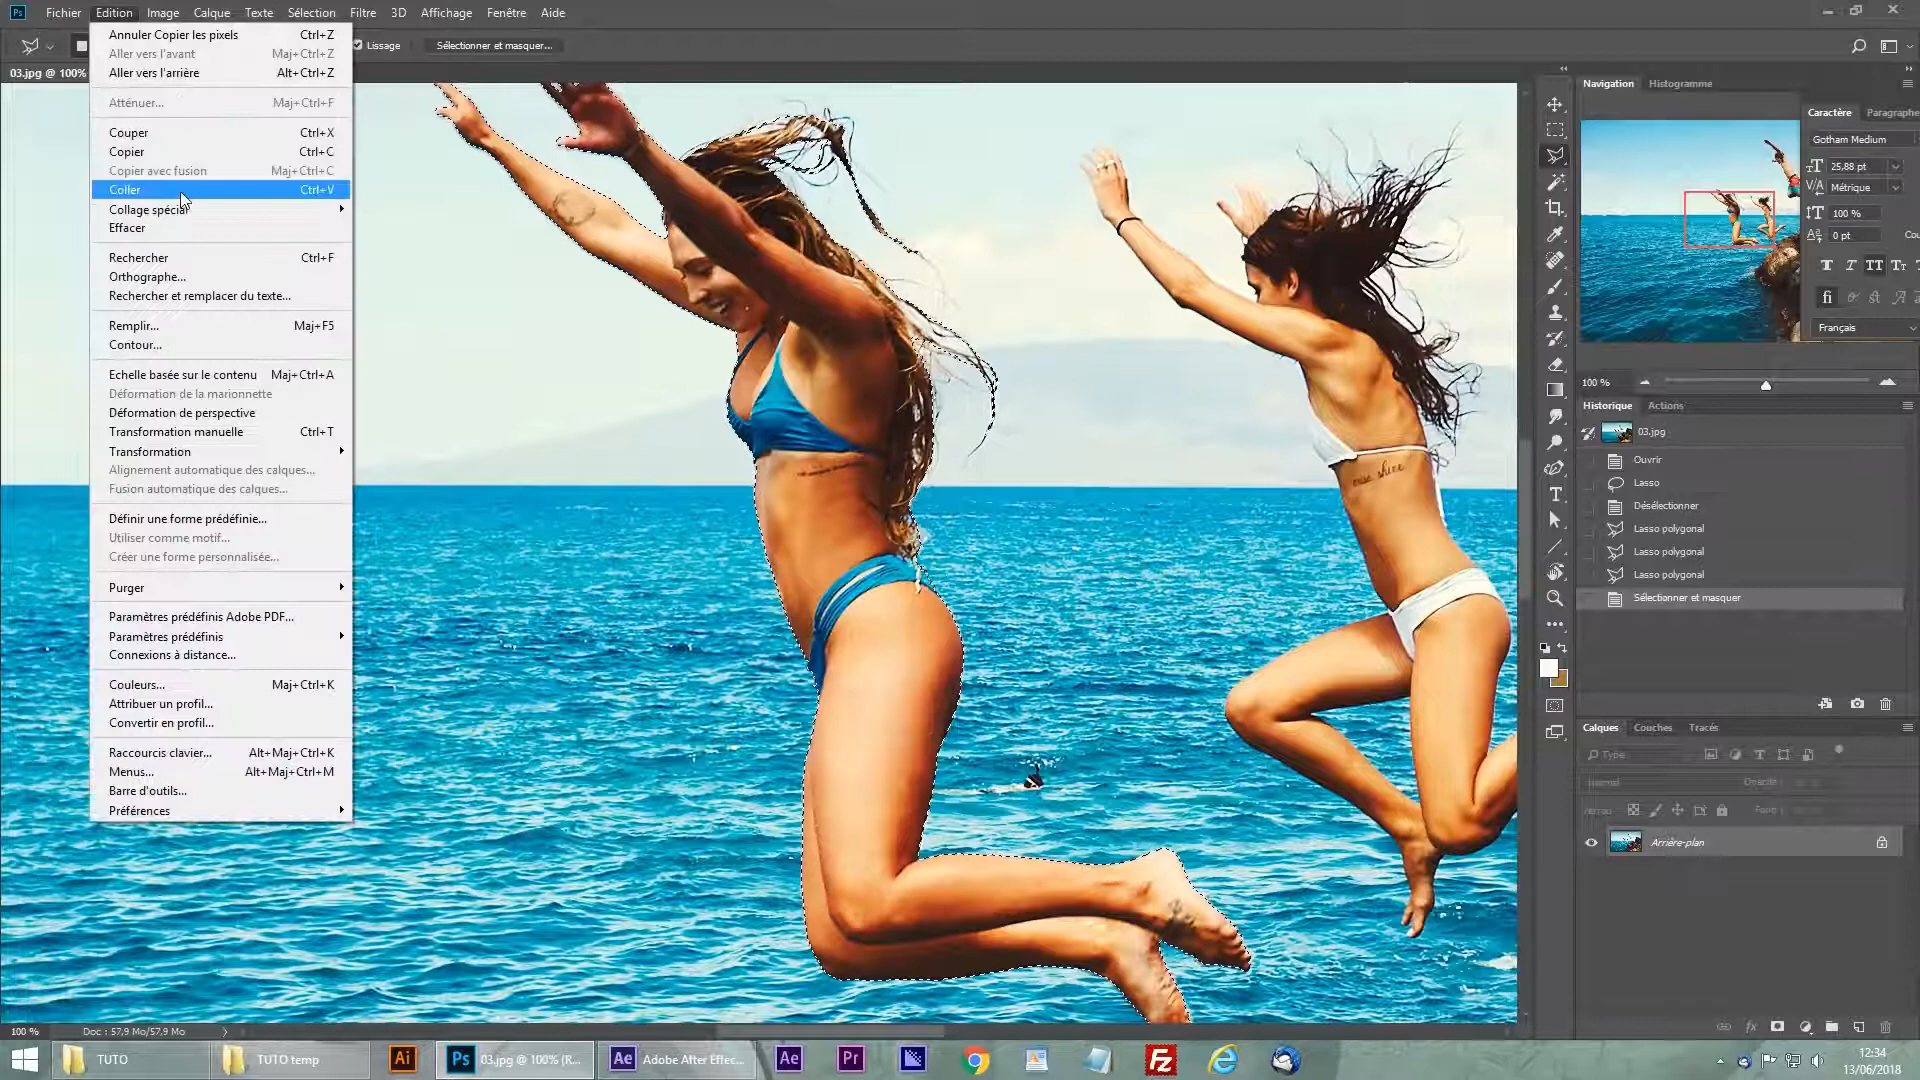 Ps Fichier Edition Image Calque Texte Sélection Filtre 3D Affichage Fenêtre Aide
Lissage Sélectionner et masquer...
03.jpg @ 100%
Annuler Copier les pixels Ctrl+Z
Aller vers l'avant Maj+Ctrl+Z
Aller vers l'arrière Alt+Ctrl+Z
Atténuer... Maj+Ctrl+F
Couper Ctrl+X
Copier Ctrl+C
Copier avec fusion Maj+Ctrl+C
Coller Ctrl+V
Collage spécial
Effacer
Rechercher Ctrl+F
Orthographe...
Rechercher et remplacer du texte...
Remplir... Maj+F5
Contour...
Echelle basée sur le contenu Maj+Ctrl+A
Déformation de la marionnette
Déformation de perspective
Transformation manuelle Ctrl+T
Transformation
Alignement automatique des calques...
Fusion automatique des calques...
Définir une forme prédéfinie...
Utiliser comme motif...
Créer une forme personnalisée...
Purger
Paramètres prédéfinis Adobe PDF...
Paramètres prédéfinis
Connexions à distance...
Couleurs... Maj+Ctrl+K
Attribuer un profil...
Convertir en profil...
Raccourcis clavier... Alt+Maj+Ctrl+K
Menus... Alt+Maj+Ctrl+M
Barre d'outils...
Préférences
Navigation Histogramme
Caractère Paragraphe
Gotham Medium
25,88 pt
Métrique
100 %
0 pt Cou
Français
100 %
Historique Actions
03.jpg
Ouvrir
Lasso
Désélectionner
Lasso polygonal
Lasso polygonal
Lasso polygonal
Sélectionner et masquer
Calques Couches Tracés
Type
Normal Opacité
Fond
Arrière-plan
100 % Doc : 57,9 Mo/57,9 Mo
TUTO TUTO temp Ai Ps 03.jpg @ 100% (R... Ae Adobe After Effec... Ae Pr FZ
12:34
13/06/2018